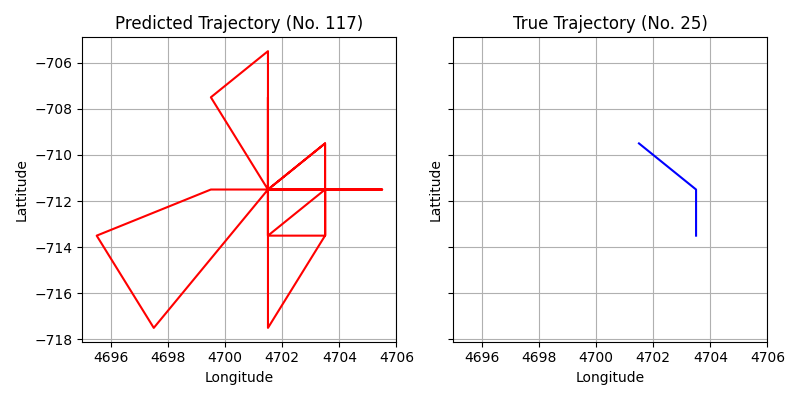 Predicted Trajectory (No. 117)
True Trajectory (No. 25)
−706
−708
−710
−712
−714
−716
−718
Lattitude
Lattitude
4696 4698 4700 4702 4704 4706
4696 4698 4700 4702 4704 4706
Longitude
Longitude